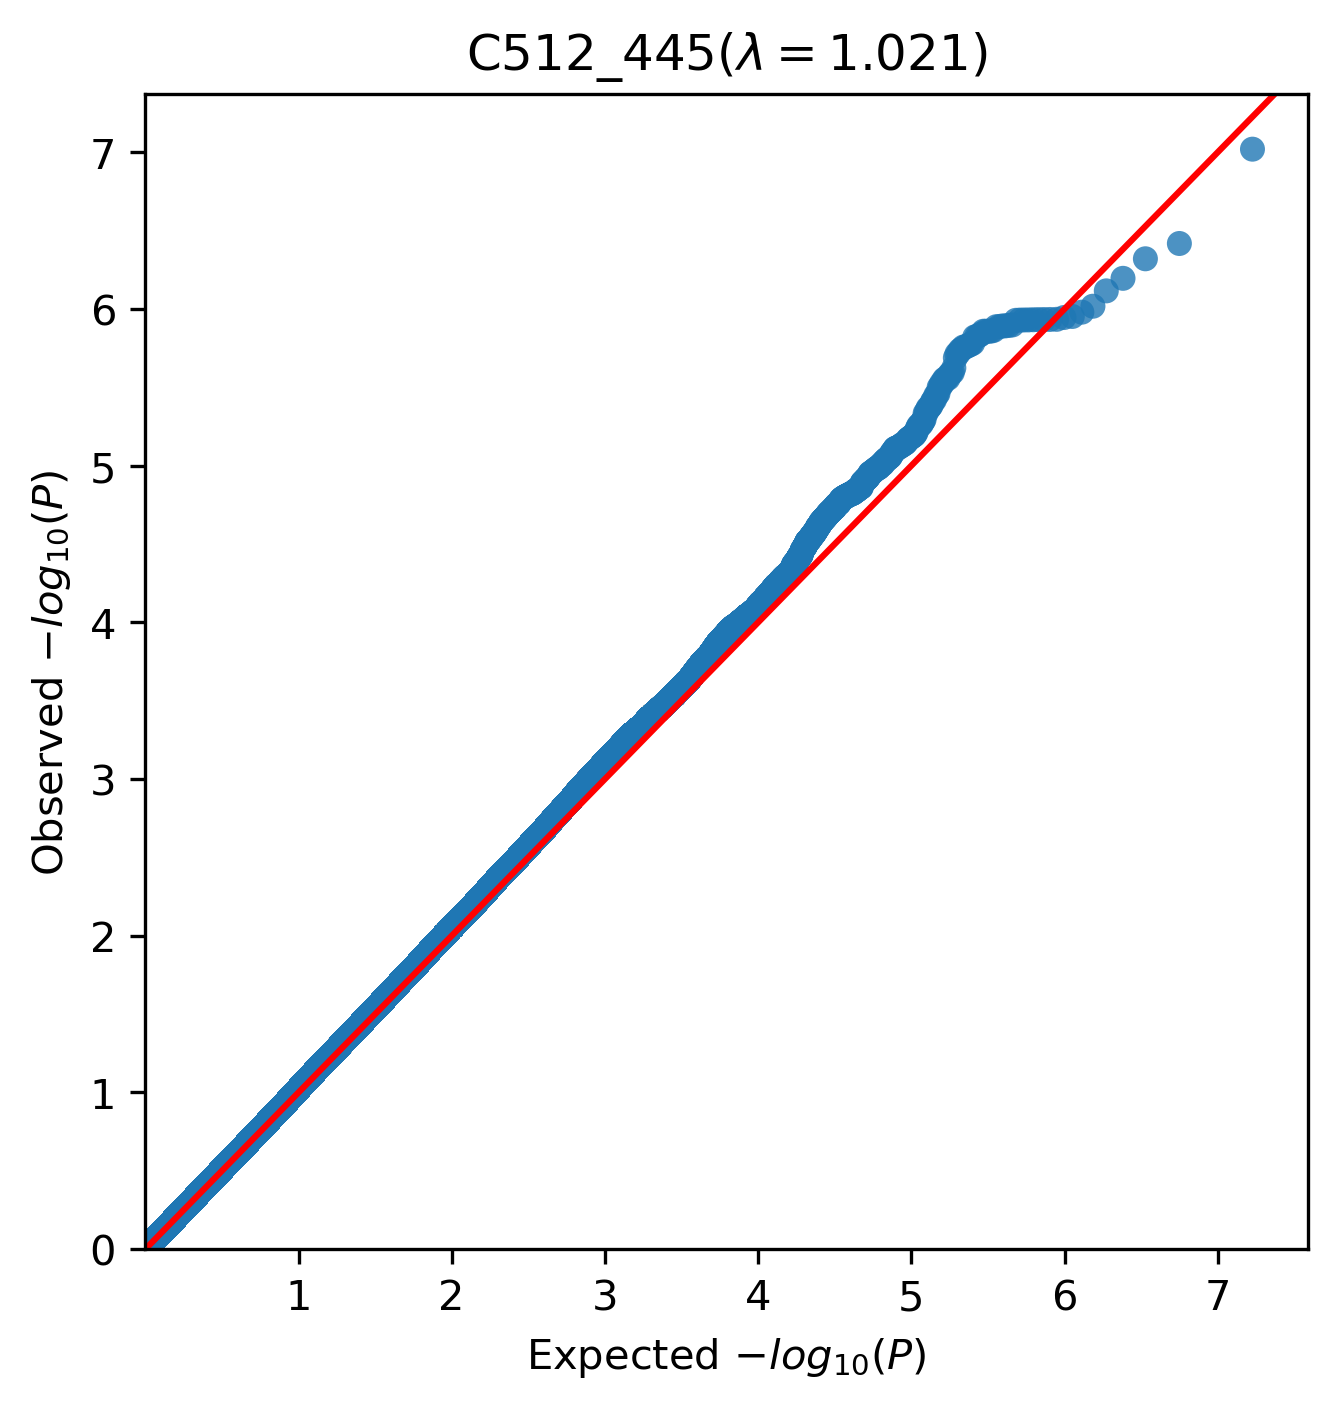 C512_445(λ = 1.021)
7
6
5
4
3
2
1
0
Observed −log₁₀(P)
1 2 3 4 5 6 7
Expected −log₁₀(P)